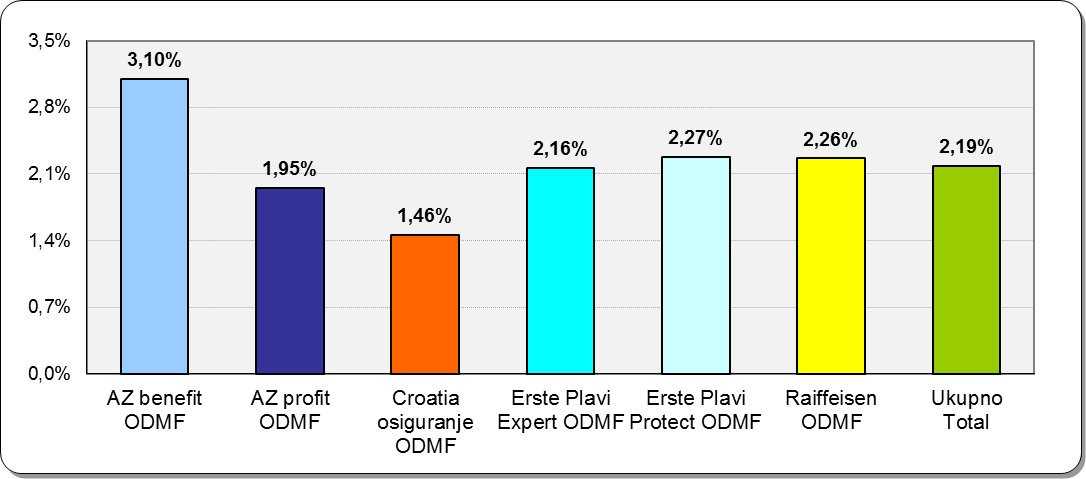 3,5%
2,8%
2,1%
1,4%
0,7%
0,0%
3,10%
1,95%
1,46%
2,16%
2,27%
2,26%
2,19%
AZ benefit
ODMF
AZ profit
ODMF
Croatia
osiguranje
ODMF
Erste Plavi
Expert ODMF
Erste Plavi
Protect ODMF
Raiffeisen
ODMF
Ukupno
Total